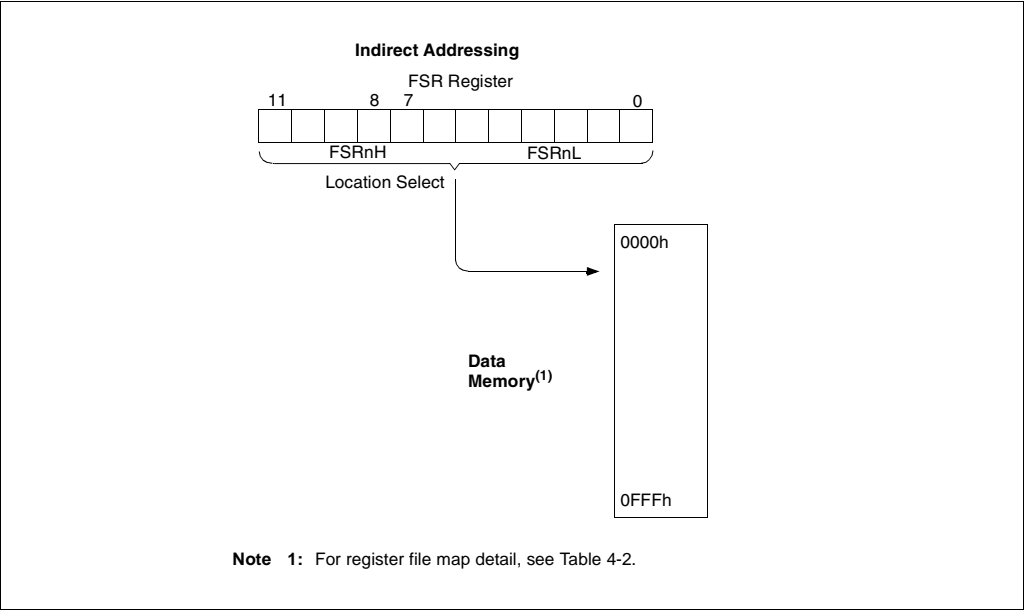 Indirect Addressing
FSR Register
11 8 7 0
FSRnH FSRnL
Location Select
0000h
Data
Memory(1)
0FFFh
Note 1: For register file map detail, see Table 4-2.